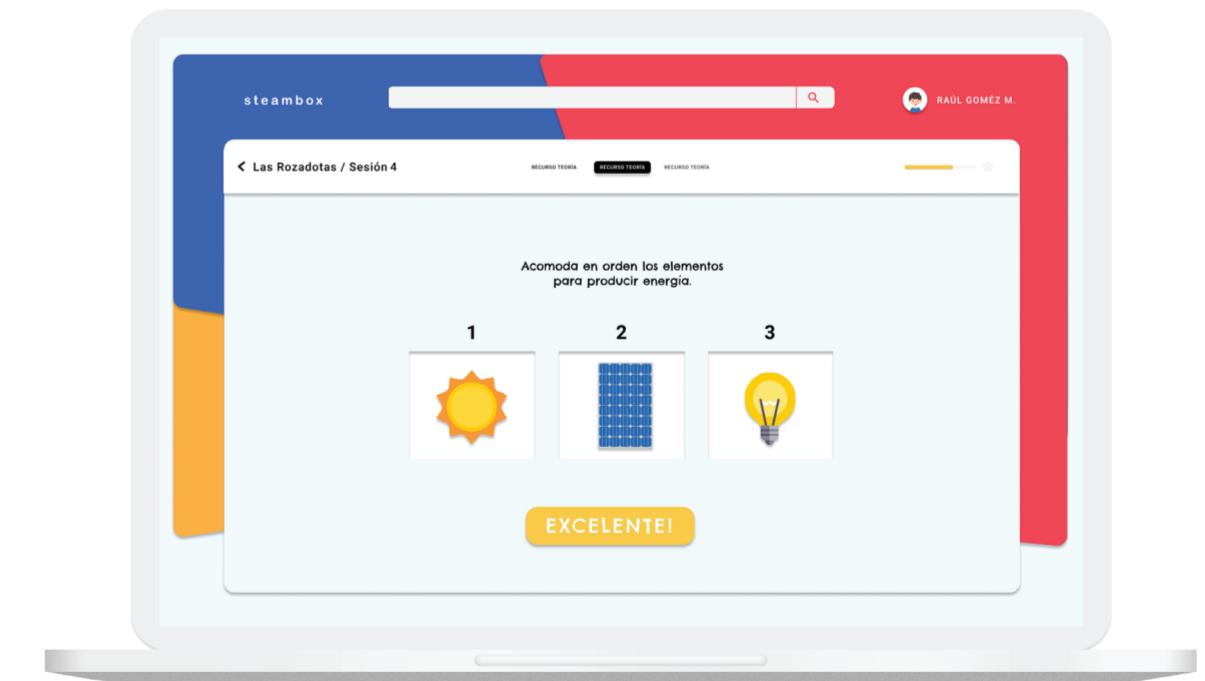 steambox
RAÚL GOMÉZ M.
Las Rozadotas / Sesión 4
RECURSO TEORÍA
RECURSO TEORÍA
RECURSO TEORÍA
Acomoda en orden los elementos
para producir energía.
1
2
3
EXCELENTE!